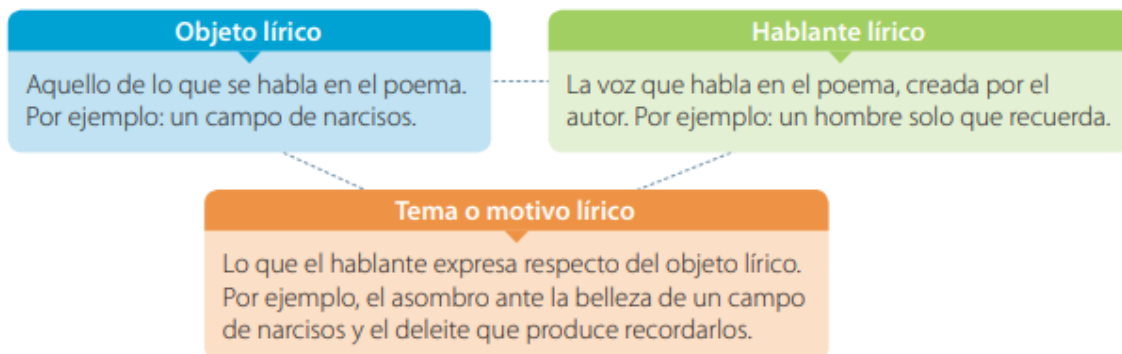 Objeto lírico
Aquello de lo que se habla en el poema.
Por ejemplo: un campo de narcisos.
Hablante lírico
La voz que habla en el poema, creada por el
autor. Por ejemplo: un hombre solo que recuerda.
Tema o motivo lírico
Lo que el hablante expresa respecto del objeto lírico.
Por ejemplo, el asombro ante la belleza de un campo
de narcisos y el deleite que produce recordarlos.